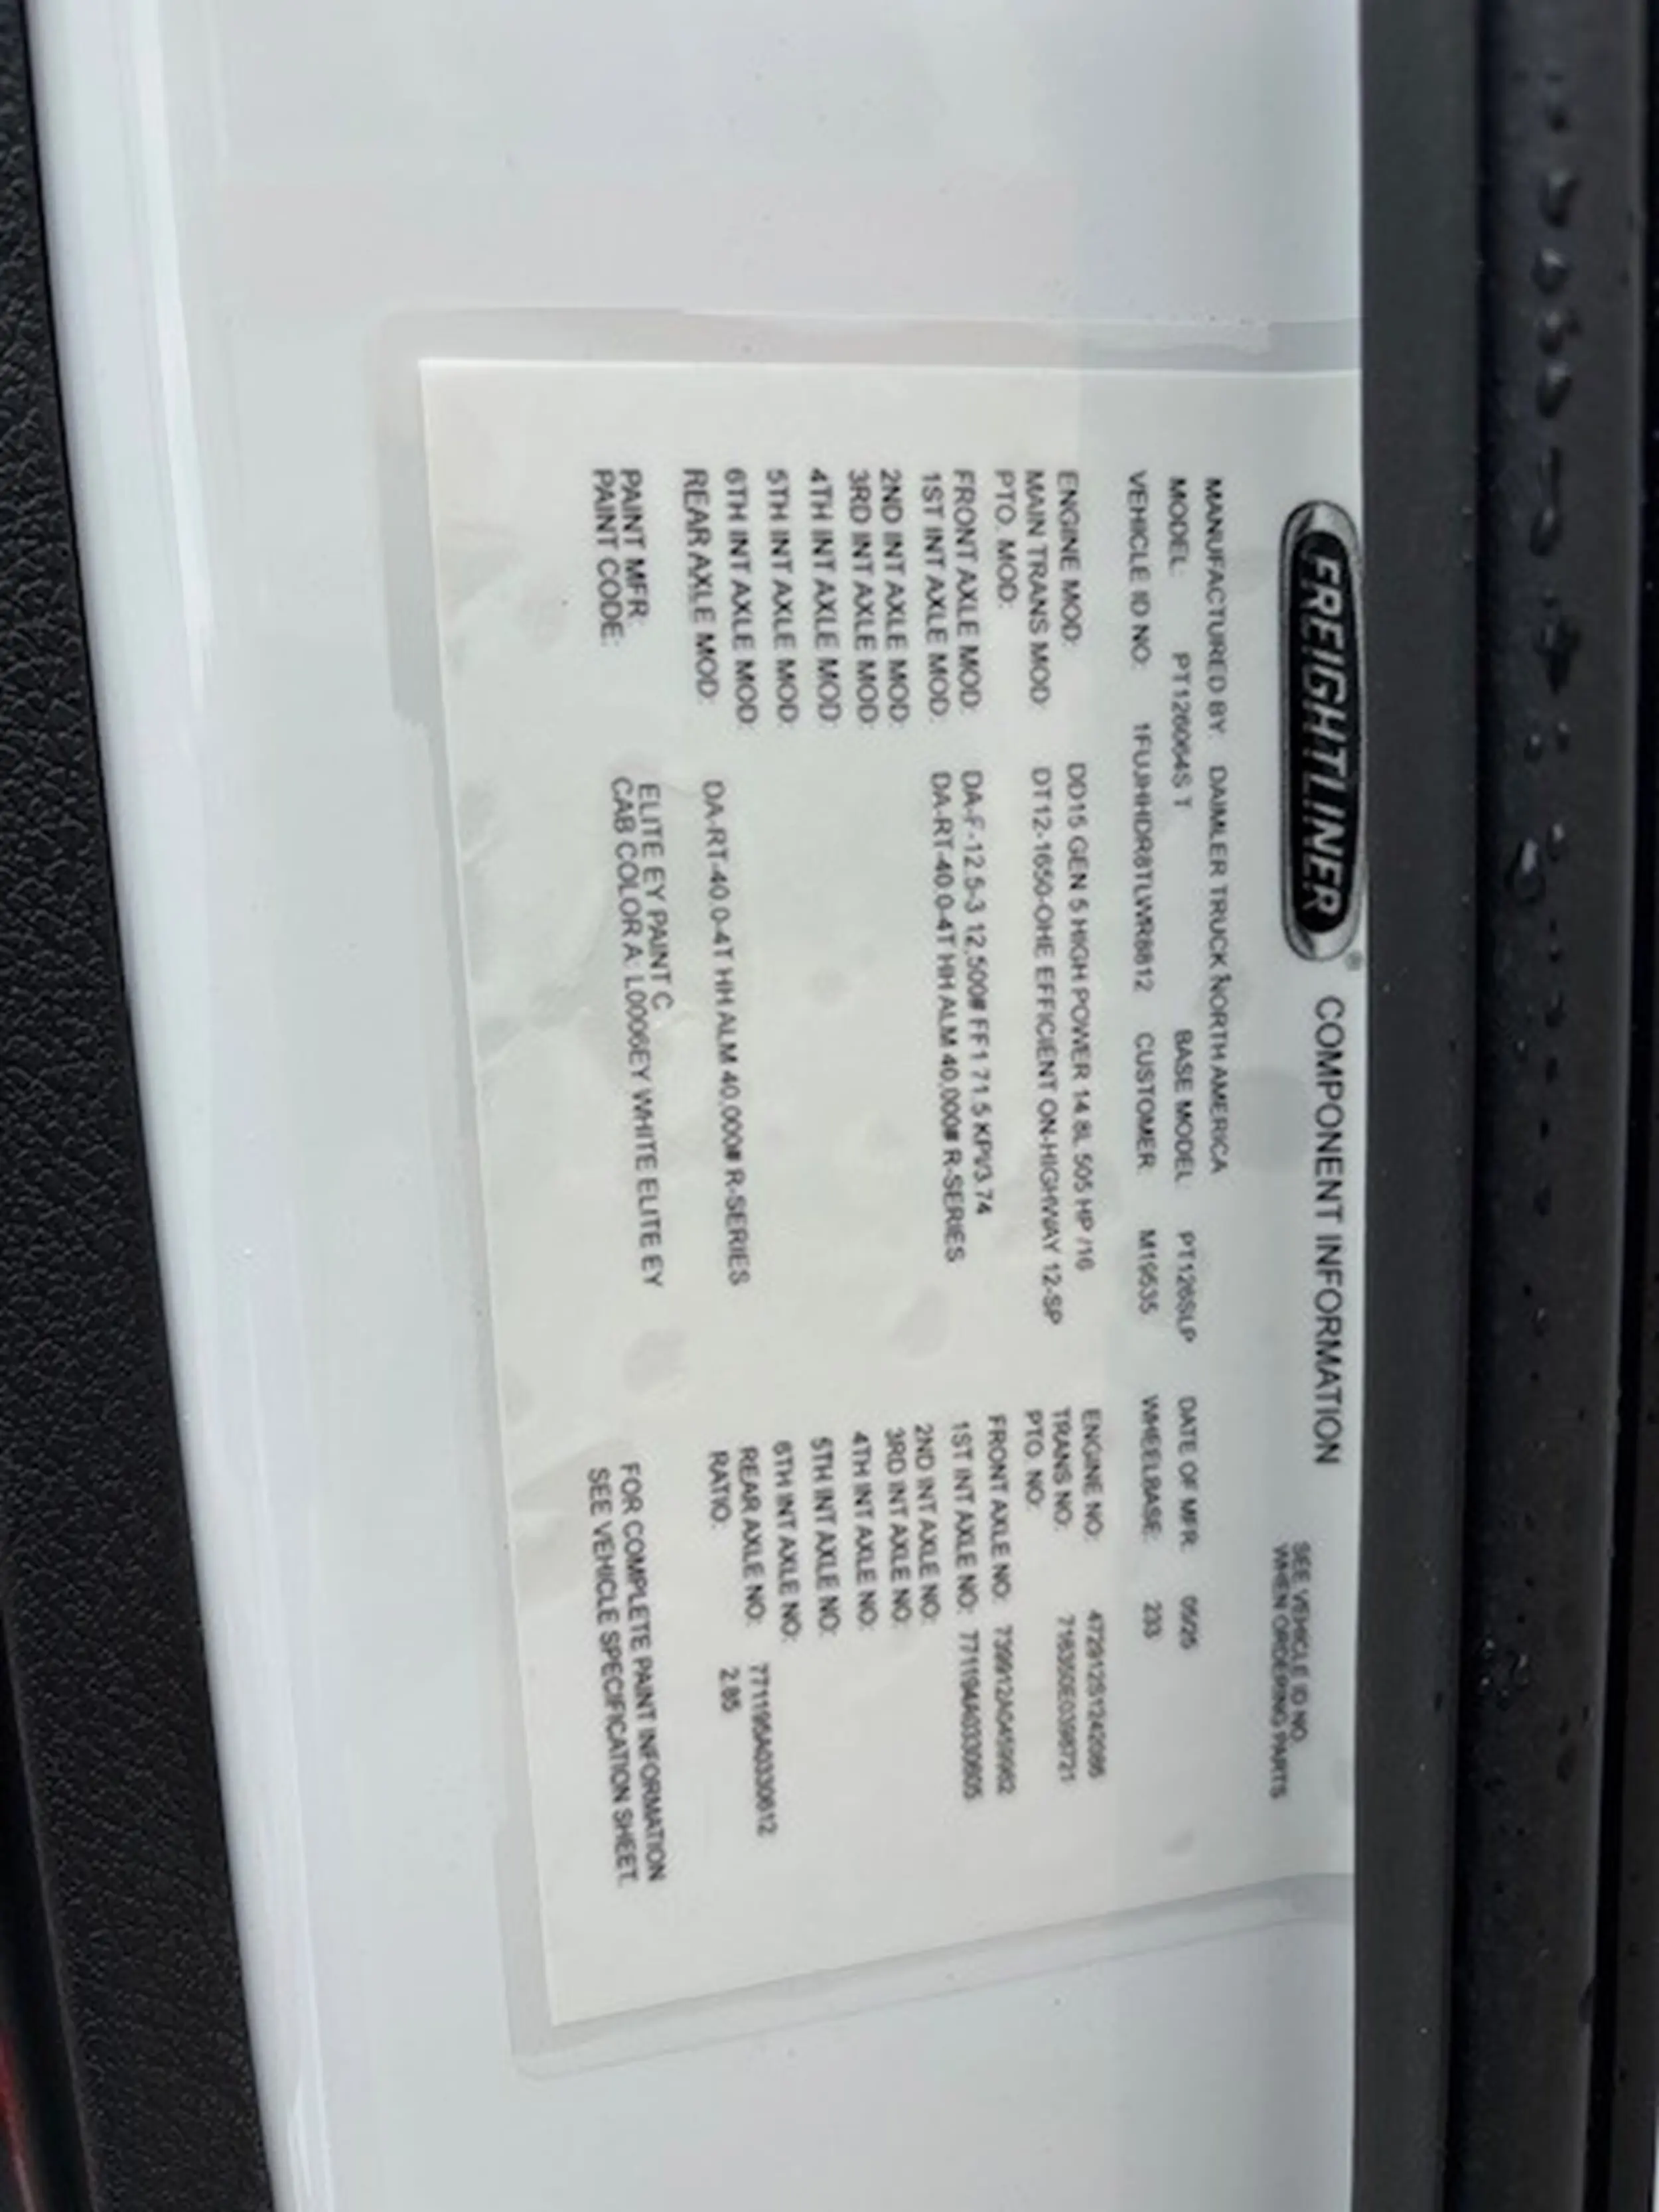 FREIGHTLINER® COMPONENT INFORMATION
SEE VEHICLE ID NO.
WHEN ORDERING PARTS
MANUFACTURED BY: DAIMLER TRUCK NORTH AMERICA
MODEL: PT126064S T BASE MODEL PT126SLP DATE OF MFR: 05/25
VEHICLE ID NO: CUSTOMER M19535 WHEELBASE: 233
ENGINE MOD: DD15 GEN 5 HIGH POWER 14.8L 505 HP /16 ENGINE NO:
MAIN TRANS MOD: DT12-1650-OHE EFFICIENT ON-HIGHWAY 12-SP TRANS NO:
PTO. MOD: PTO. NO:
FRONT AXLE MOD: DA-F-12.5-3 12,500# FF1 71.5 KPI/3.74 FRONT AXLE NO:
1ST INT AXLE MOD: DA-RT-40.0-4T HH ALM 40,000# R-SERIES 1ST INT AXLE NO:
2ND INT AXLE MOD: 2ND INT AXLE NO:
3RD INT AXLE MOD: 3RD INT AXLE NO:
4TH INT AXLE MOD: 4TH INT AXLE NO:
5TH INT AXLE MOD: 5TH INT AXLE NO:
6TH INT AXLE MOD: 6TH INT AXLE NO:
REAR AXLE MOD: DA-RT-40.0-4T HH ALM 40,000# R-SERIES REAR AXLE NO:
RATIO: 2.85
PAINT MFR: ELITE EY PAINT C FOR COMPLETE PAINT INFORMATION
PAINT CODE: CAB COLOR A: L0006EY WHITE ELITE EY SEE VEHICLE SPECIFICATION SHEET.